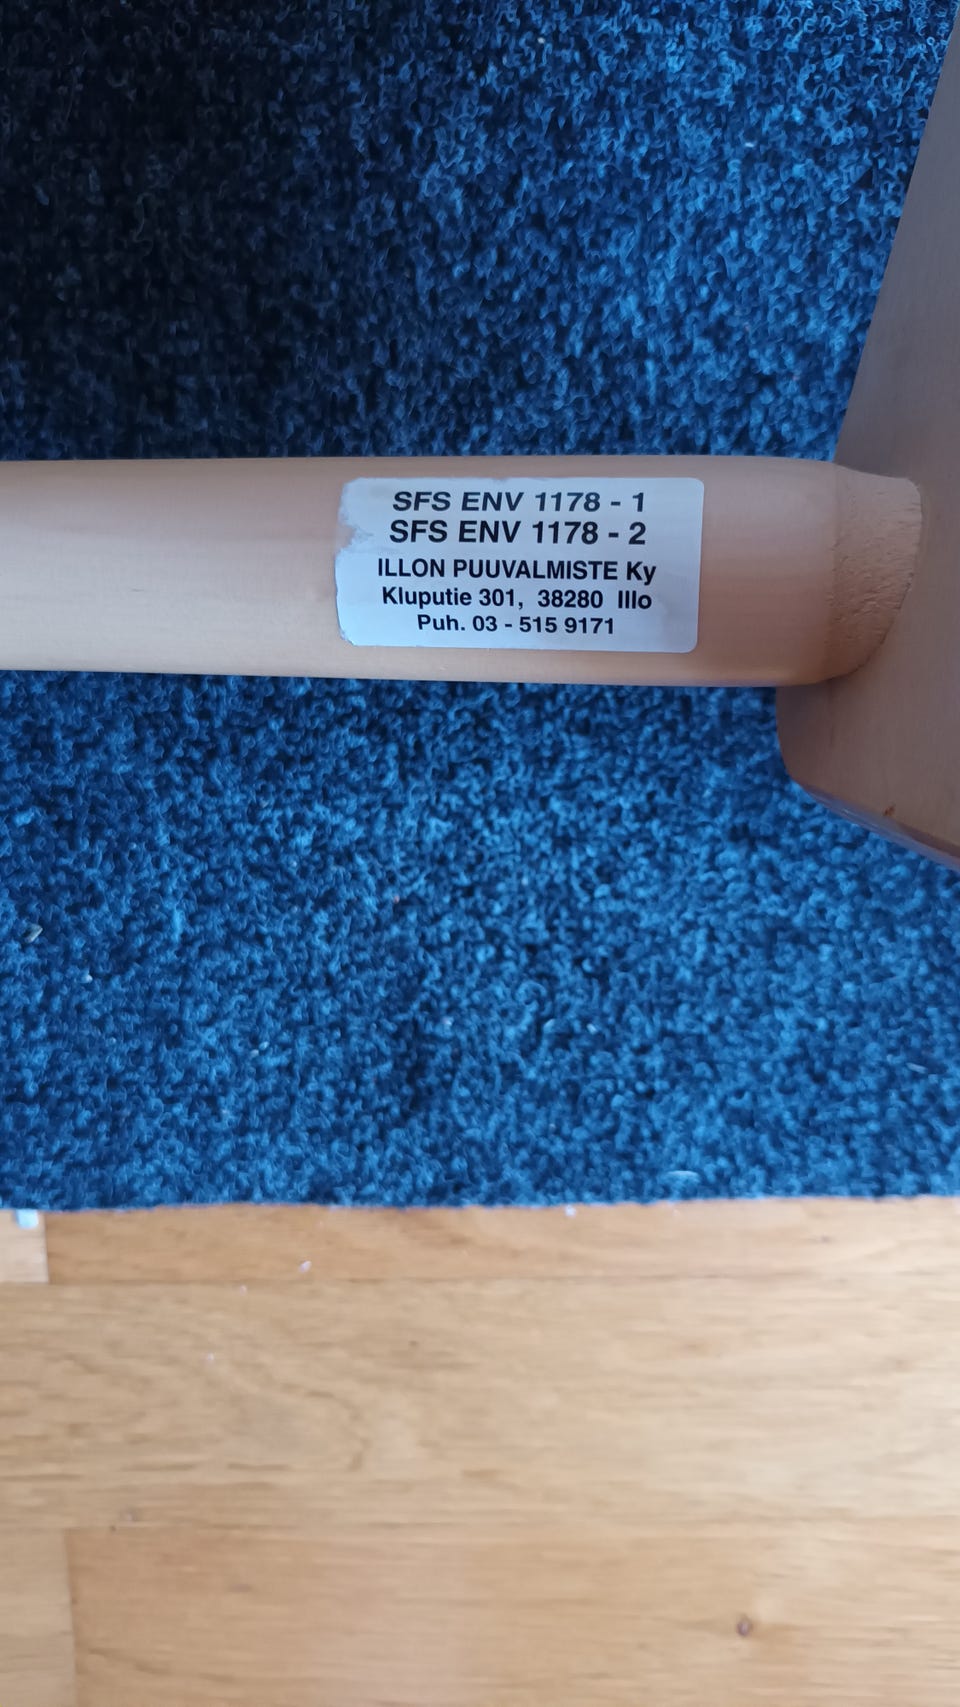 SFS ENV 1178 - 1
SFS ENV 1178 - 2
ILLON PUUVALMISTE Ky
Kluputie 301, 38280 Illo
Puh. 03 - 515 9171